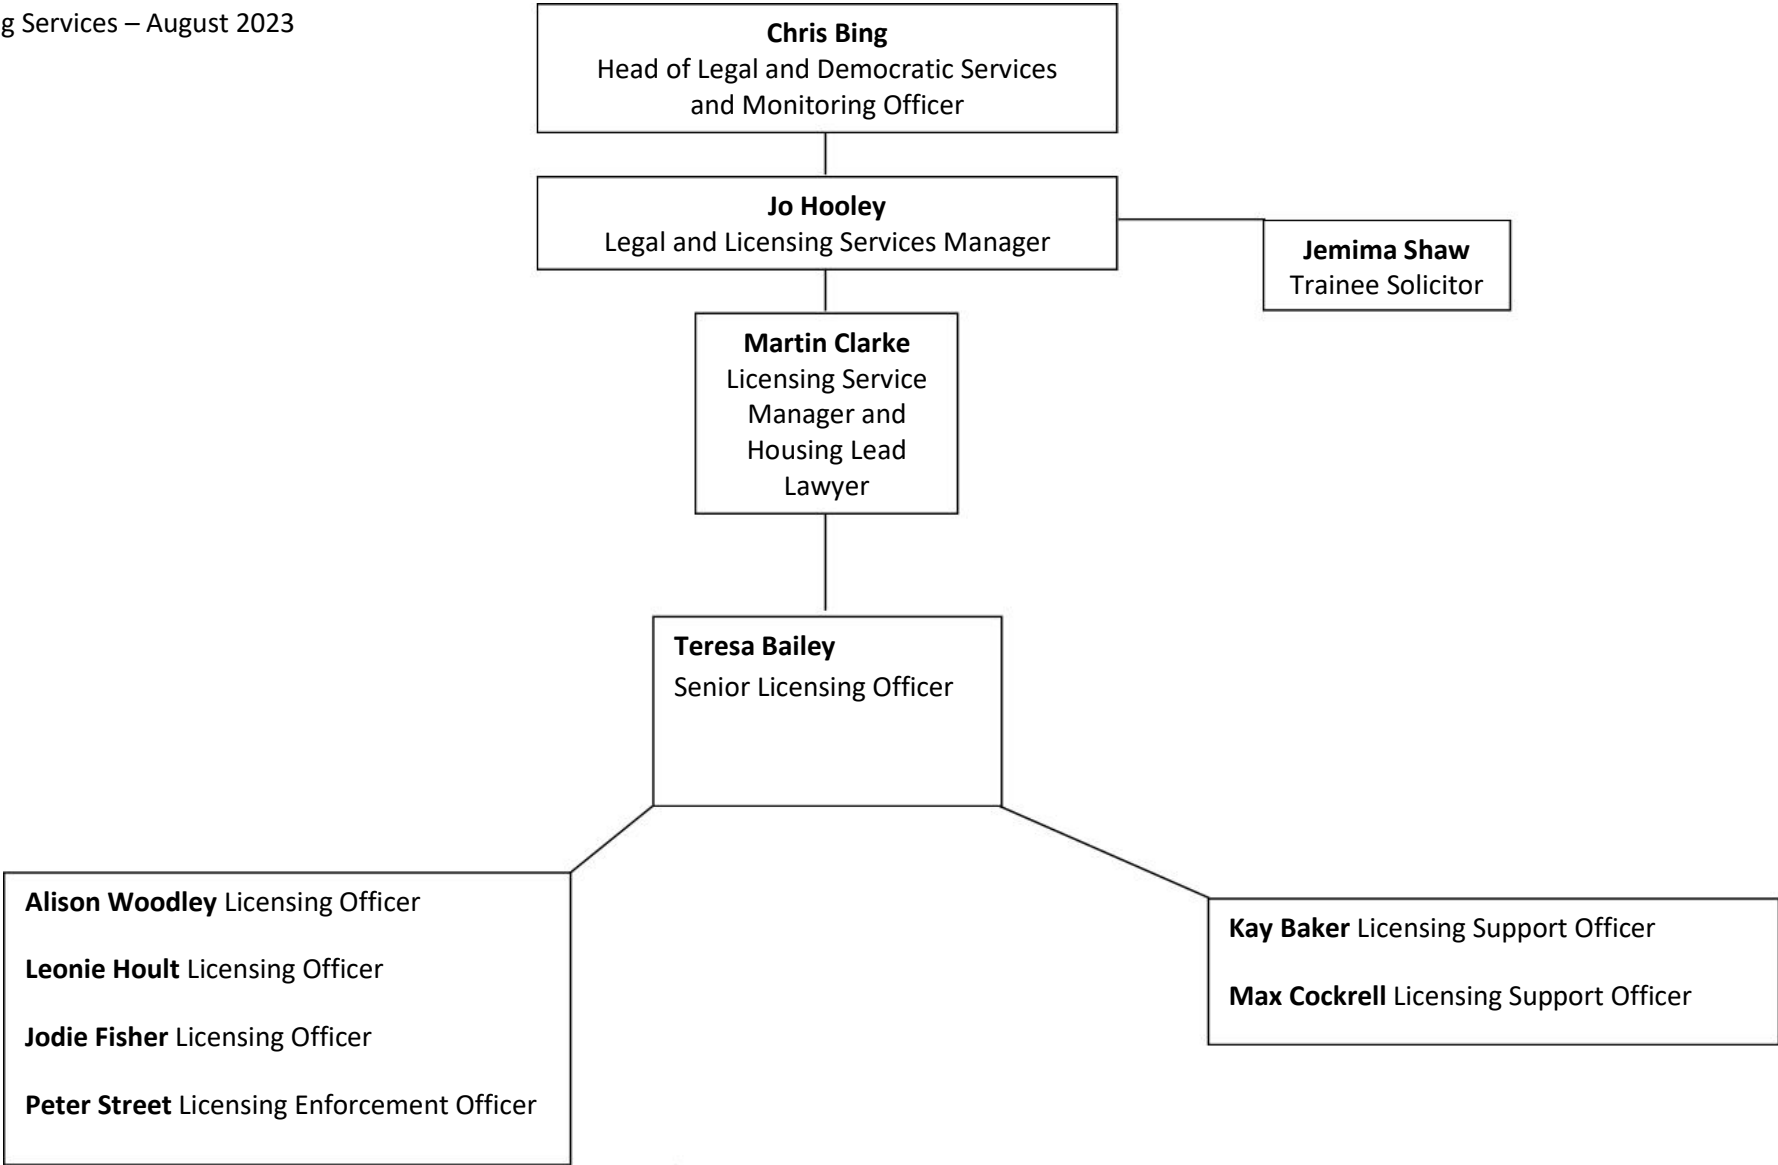 g Services – August 2023
Chris Bing
Head of Legal and Democratic Services
and Monitoring Officer
Jo Hooley
Legal and Licensing Services Manager
Jemima Shaw
Trainee Solicitor
Martin Clarke
Licensing Service
Manager and
Housing Lead
Lawyer
Teresa Bailey
Senior Licensing Officer
Alison Woodley Licensing Officer
Leonie Hoult Licensing Officer
Jodie Fisher Licensing Officer
Peter Street Licensing Enforcement Officer
Kay Baker Licensing Support Officer
Max Cockrell Licensing Support Officer